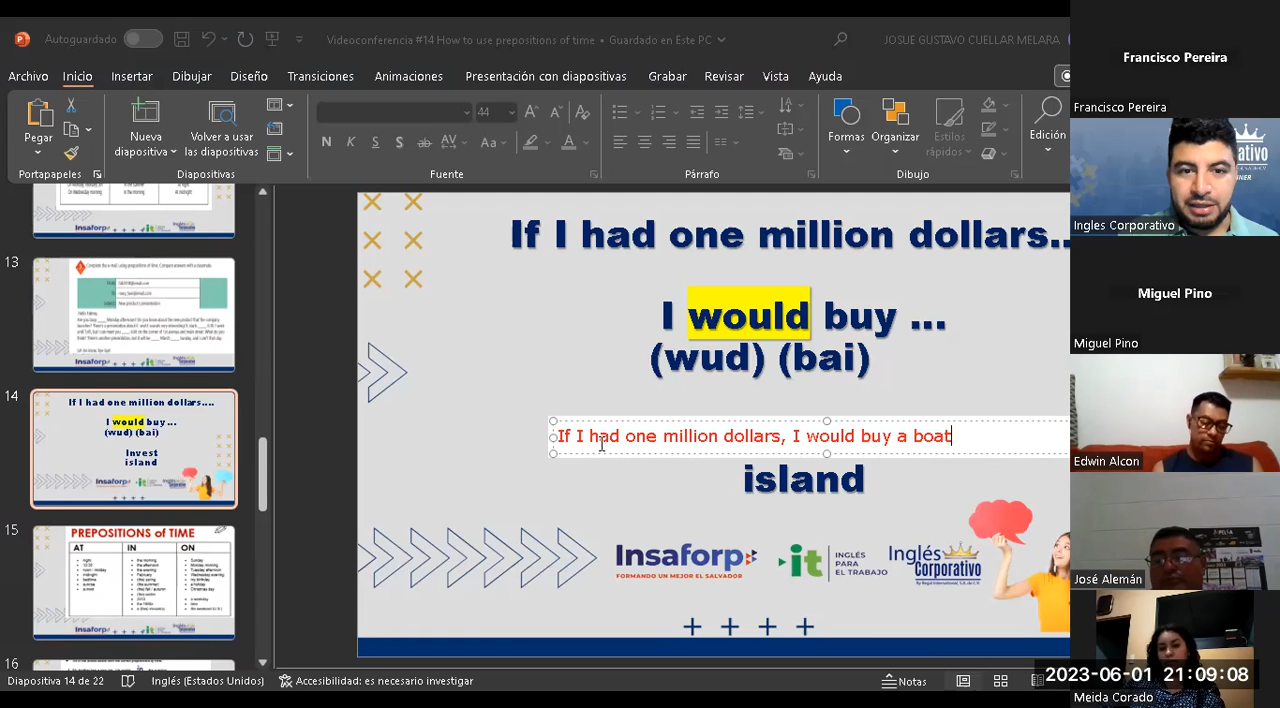 Autoguardado
Videoconferencia #14 How to use prepositions of time • Guardado en Este PC
JOSUE GUSTAVO CUELLAR MELARA
Archivo Inicio Insertar Dibujar Diseño Transiciones Animaciones Presentación con diapositivas Grabar Revisar Vista Ayuda
Pegar
Nueva diapositiva
Volver a usar las diapositivas
44
N K S S ab AV Aa A
Formas
Organizar
Estilos rápidos
Edición
Portapapeles
Diapositivas
Fuente
Párrafo
Dibujo
13
14
If I had one million dollars....
I would buy ...
(wud) (bai)
Invest
island
15
PREPOSITIONS of TIME
AT IN ON
16
If I had one million dollars..
I would buy ...
(wud) (bai)
If I had one million dollars, I would buy a boat
island
Insaforp
FORMANDO UN MEJOR EL SALVADOR
it
INGLÉS
PARA
EL TRABAJO
Inglés
Corporativo
Diapositiva 14 de 22
Inglés (Estados Unidos)
Accesibilidad: es necesario investigar
Notas
Francisco Pereira
Francisco Pereira
Ingles Corporativo
Miguel Pino
Miguel Pino
Edwin Alcon
José Alemán
2023-06-01 21:09:08
Meida Corado